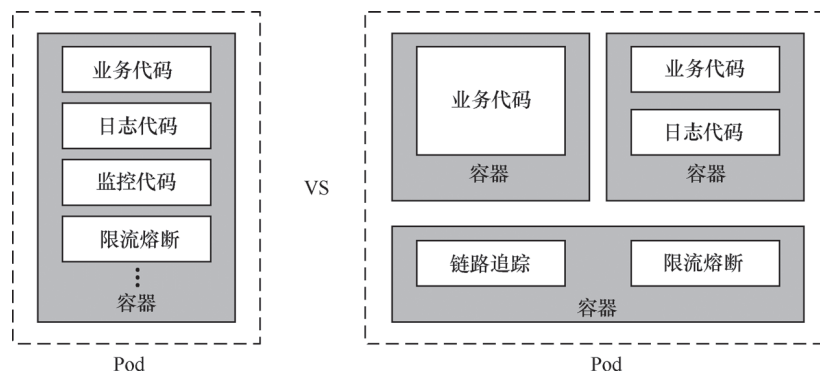 业务代码
日志代码
监控代码
限流熔断
容器
Pod
VS
业务代码
容器
业务代码
日志代码
容器
链路追踪
限流熔断
容器
Pod